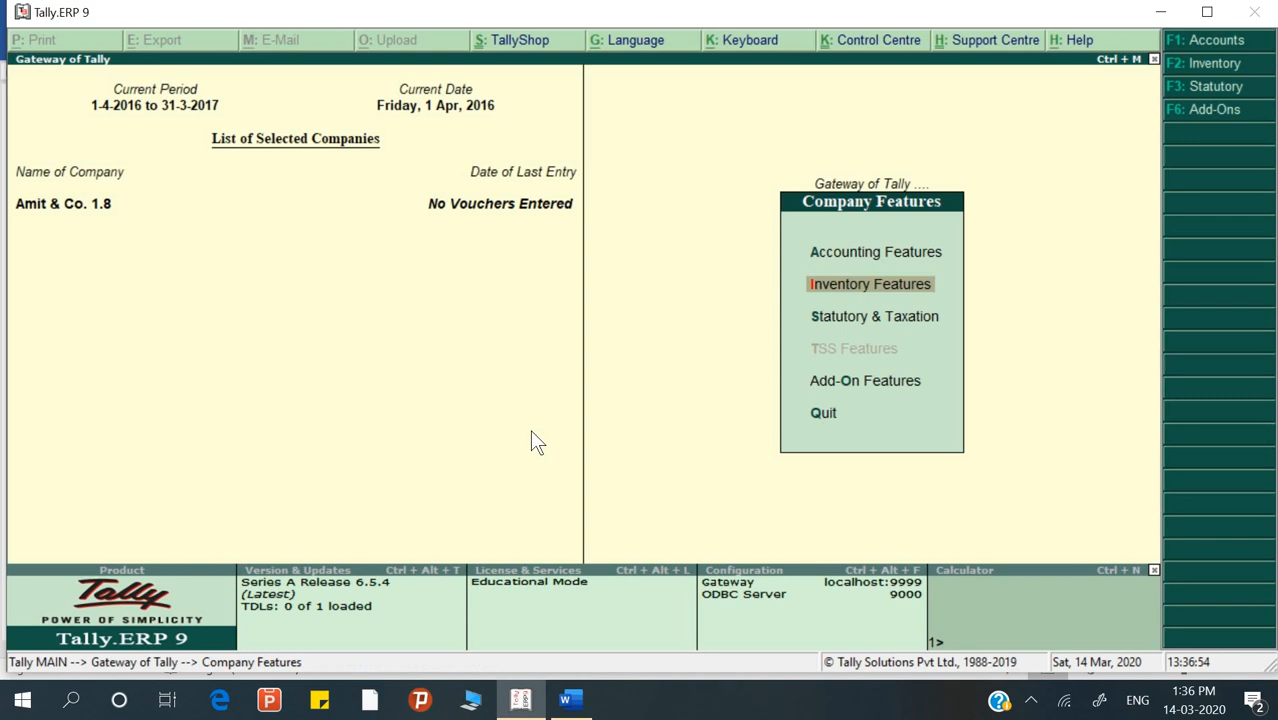 Tally.ERP 9
P: Print E: Export M: E-Mail O: Upload S: TallyShop G: Language K: Keyboard K: Control Centre H: Support Centre H: Help
F1: Accounts
F2: Inventory
F3: Statutory
F6: Add-Ons
Gateway of Tally Ctrl + M
Current Period Current Date
1-4-2016 to 31-3-2017 Friday, 1 Apr, 2016
List of Selected Companies
Name of Company Date of Last Entry
Amit & Co. 1.8 No Vouchers Entered
Gateway of Tally ....
Company Features
Accounting Features
Inventory Features
Statutory & Taxation
TSS Features
Add-On Features
Quit
Product
Tally
POWER OF SIMPLICITY
Tally.ERP 9
Version & Updates Ctrl + Alt + T
Series A Release 6.5.4
(Latest)
TDLs: 0 of 1 loaded
License & Services Ctrl + Alt + L
Educational Mode
Configuration Ctrl + Alt + F
Gateway localhost:9999
ODBC Server 9000
Calculator Ctrl + N
1>
Tally MAIN --> Gateway of Tally --> Company Features © Tally Solutions Pvt Ltd., 1988-2019 Sat, 14 Mar, 2020 13:36:54
ENG
1:36 PM
14-03-2020
2